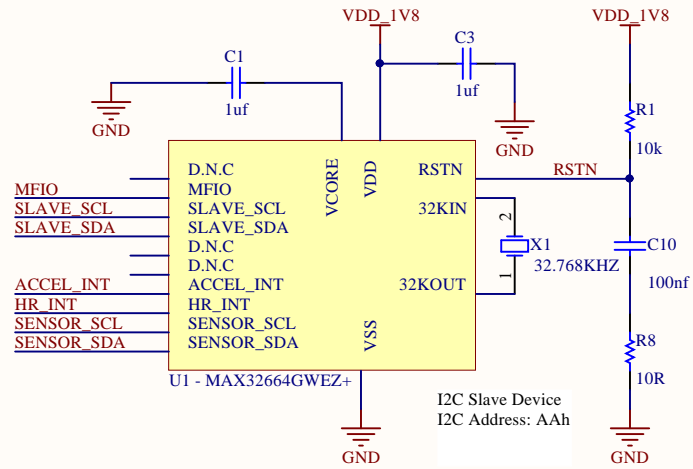 VDD_1V8
VDD_1V8
C1
C3
1uf
1uf
GND
GND
R1
10k
D.N.C
MFIO
MFIO
SLAVE_SCL
SLAVE_SCL
SLAVE_SDA
SLAVE_SDA
D.N.C
D.N.C
ACCEL_INT
ACCEL_INT
HR_INT
HR_INT
SENSOR_SCL
SENSOR_SCL
SENSOR_SDA
SENSOR_SDA
VCORE
VDD
VSS
RSTN
RSTN
32KIN
32KOUT
2
1
X1
32.768KHZ
C10
100nf
R8
10R
U1 - MAX32664GWEZ+
I2C Slave Device
I2C Address: AAh
GND
GND